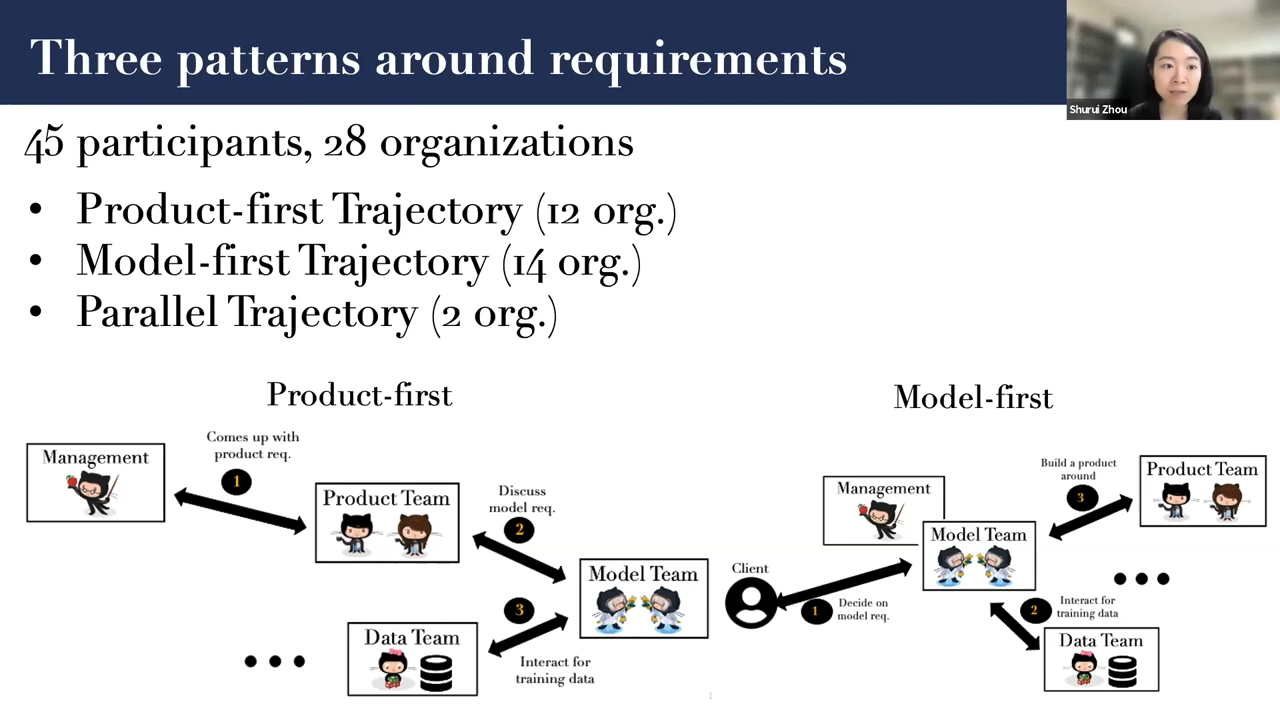 Three patterns around requirements
Shurui Zhou
45 participants, 28 organizations
• Product-first Trajectory (12 org.)
• Model-first Trajectory (14 org.)
• Parallel Trajectory (2 org.)
Product-first
Management
Comes up with
product req.
1
Product Team
Discuss
model req.
2
Model Team
3
Interact for
training data
Data Team
Model-first
Management
Model Team
Client
1
Decide on
model req.
Build a product
around
3
Product Team
2
Interact for
training data
Data Team